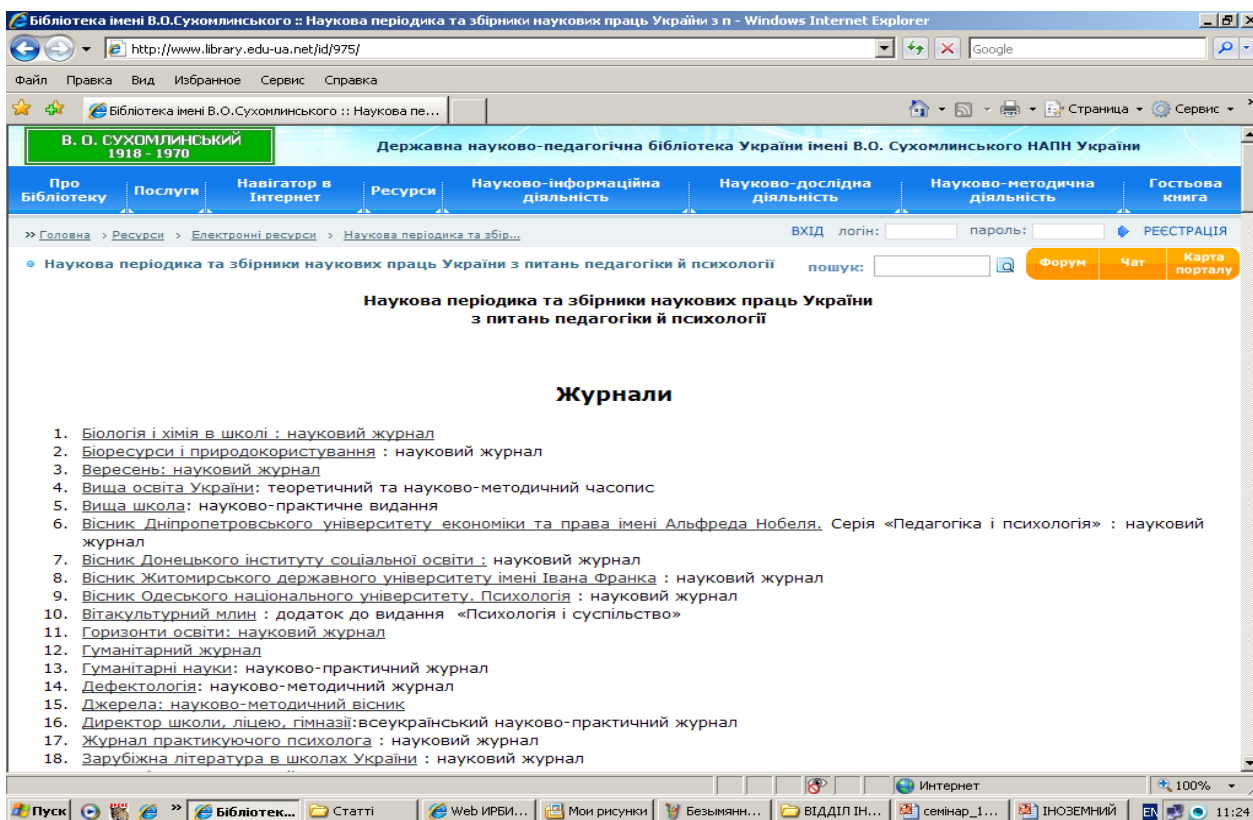 Бібліотека імені В.О.Сухомлинського :: Наукова періодика та збірники наукових праць України з п - Windows Internet Explorer
http://www.library.edu-ua.net/id/975/
Google
Файл Правка Вид Избранное Сервис Справка
Бібліотека імені В.О.Сухомлинського :: Наукова пе...
Страница Сервис
В. О. СУХОМЛИНСЬКИЙ
1918 - 1970
Державна науково-педагогічна бібліотека України імені В.О. Сухомлинського НАПН України
Про Бібліотеку
Послуги
Навігатор в Інтернет
Ресурси
Науково-інформаційна діяльність
Науково-дослідна діяльність
Науково-методична діяльність
Гостьова книга
» Головна > Ресурси > Електронні ресурси > Наукова періодика та збір...
ВХІД логін: пароль: РЕЄСТРАЦІЯ
Наукова періодика та збірники наукових праць України з питань педагогіки й психології
пошук:
Форум
Чат
Карта порталу
Наукова періодика та збірники наукових праць України
з питань педагогіки й психології
Журнали
1. Біологія і хімія в школі : науковий журнал
2. Біоресурси і природокористування : науковий журнал
3. Вересень: науковий журнал
4. Вища освіта України: теоретичний та науково-методичний часопис
5. Вища школа: науково-практичне видання
6. Вісник Дніпропетровського університету економіки та права імені Альфреда Нобеля. Серія «Педагогіка і психологія» : науковий
журнал
7. Вісник Донецького інституту соціальної освіти : науковий журнал
8. Вісник Житомирського державного університету імені Івана Франка : науковий журнал
9. Вісник Одеського національного університету. Психологія : науковий журнал
10. Вітакультурний млин : додаток до видання «Психологія і суспільство»
11. Горизонти освіти: науковий журнал
12. Гуманітарний журнал
13. Гуманітарні науки: науково-практичний журнал
14. Дефектологія: науково-методичний журнал
15. Джерела: науково-методичний вісник
16. Директор школи, ліцею, гімназії:всеукраїнський науково-практичний журнал
17. Журнал практикуючого психолога : науковий журнал
18. Зарубіжна література в школах України : науковий журнал
Интернет 100%
Пуск » Бібліотек... Статті Web ИРБИ... Мои рисунки Безымянн... ВІДДІЛ ІН... семінар_1... ІНОЗЕМНИЙ EN 11:24